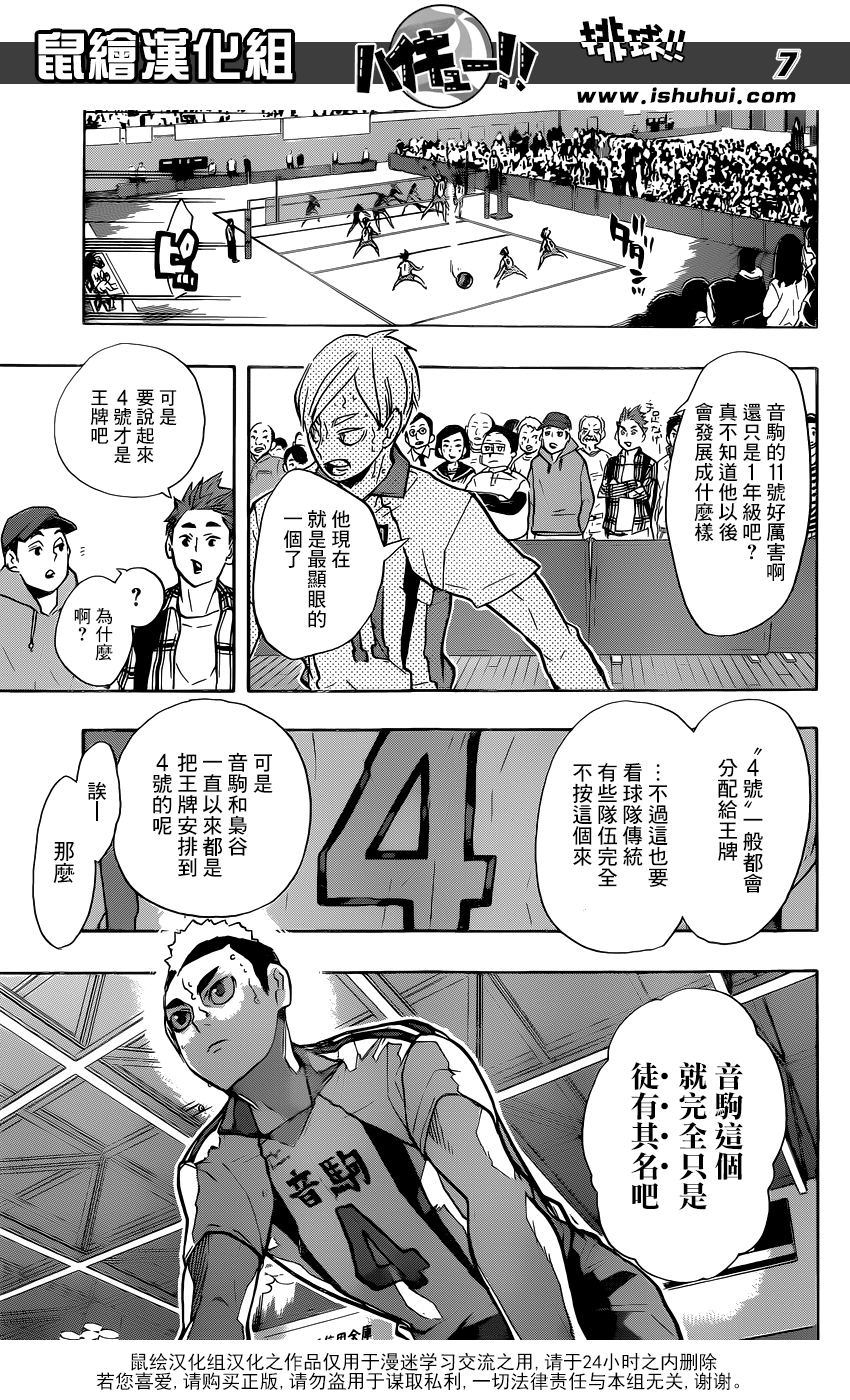 鼠繪漢化組
ハイキュー!!
排球!!
7
www.ishuhui.com
ピピッ
ダダン
音駒的11號好厲害啊
還只是1年級吧？
真不知道他以後
會發展成什麼樣
他現在
就是最顯眼的
一個了
可是
要說起來
4號才是
王牌吧
?
為什麼
啊？
〝4號〞一般都會
分配給王牌
…不過這也要
看球隊傳統
有些隊伍完全
不按這個來
4
可是
音駒和梟谷
一直以來都是
把王牌安排到
4號的呢
誒—
那麼
音駒這個
就完全只是
徒有其名吧
音駒
4
信用金庫
鼠绘汉化组汉化之作品仅用于漫迷学习交流之用, 请于24小时之内删除
若您喜爱, 请购买正版, 请勿盗用于谋取私利, 一切法律责任与本组无关, 谢谢。